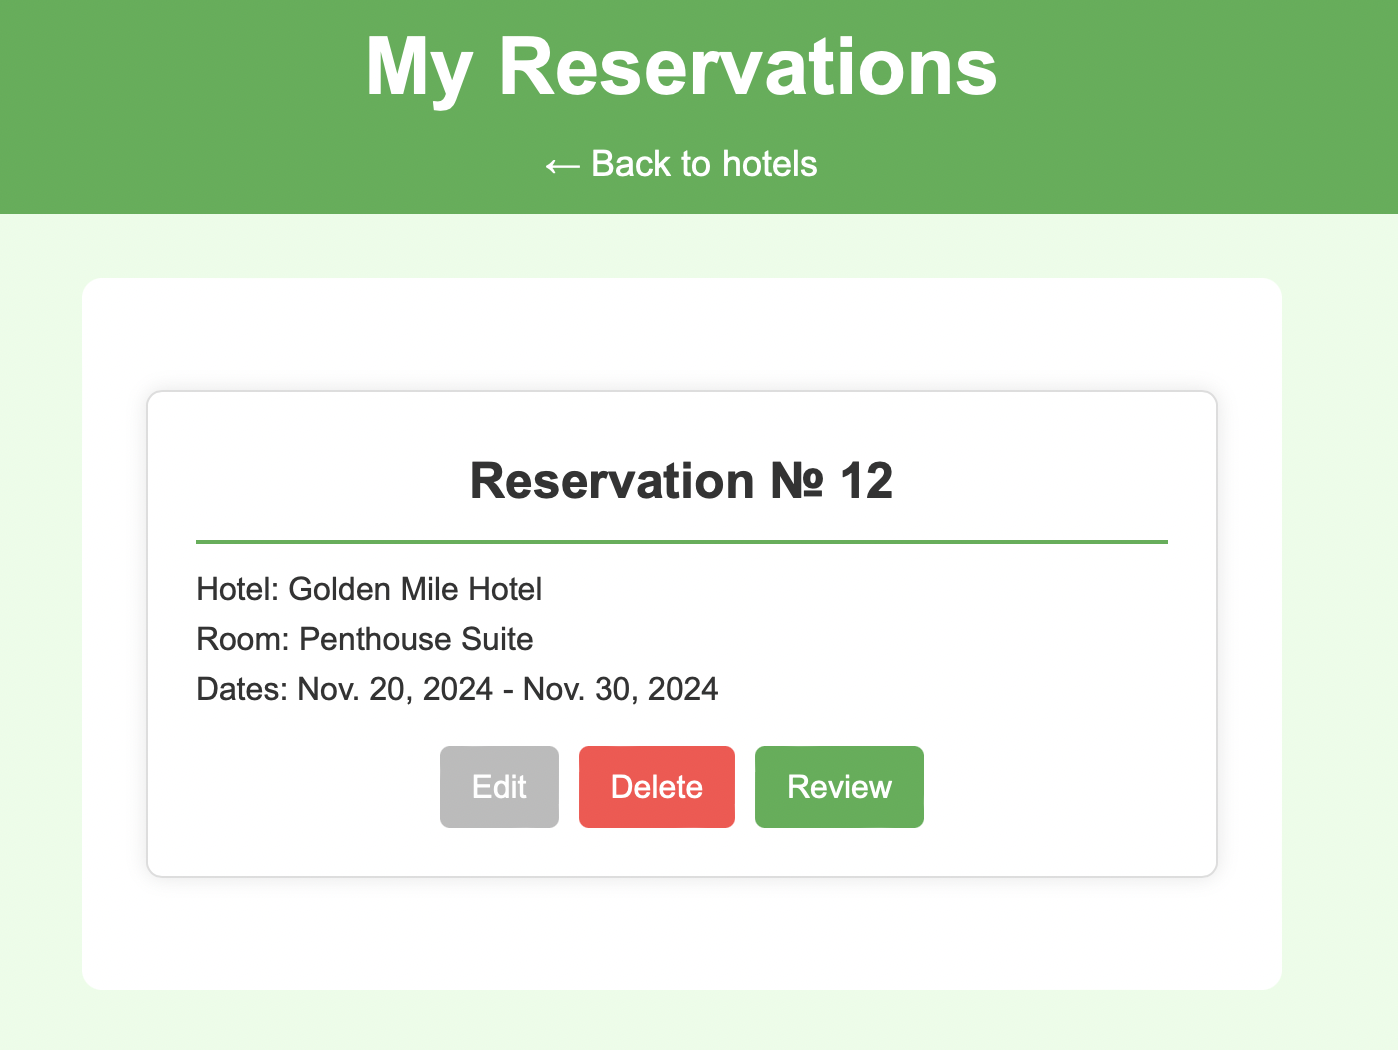 My Reservations
← Back to hotels
Reservation № 12
Hotel: Golden Mile Hotel
Room: Penthouse Suite
Dates: Nov. 20, 2024 - Nov. 30, 2024
Edit Delete Review